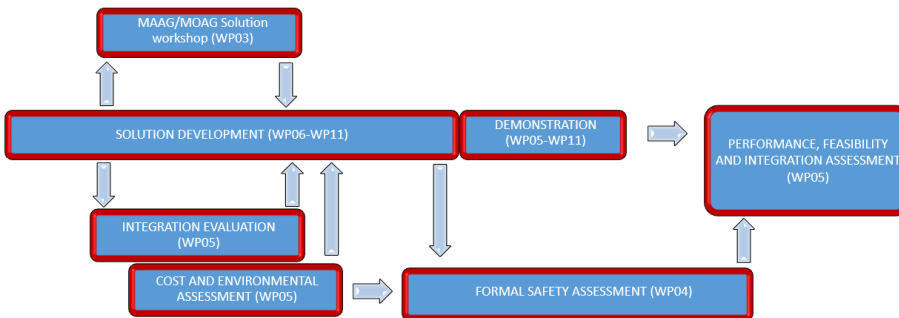 MAAG/MOAG Solution
workshop (WP03)
SOLUTION DEVELOPMENT (WP06-WP11)
DEMONSTRATION
(WP05-WP11)
PERFORMANCE, FEASIBILITY
AND INTEGRATION ASSESSMENT
(WP05)
INTEGRATION EVALUATION
(WP05)
COST AND ENVIRONMENTAL
ASSESSMENT (WP05)
FORMAL SAFETY ASSESSMENT (WP04)